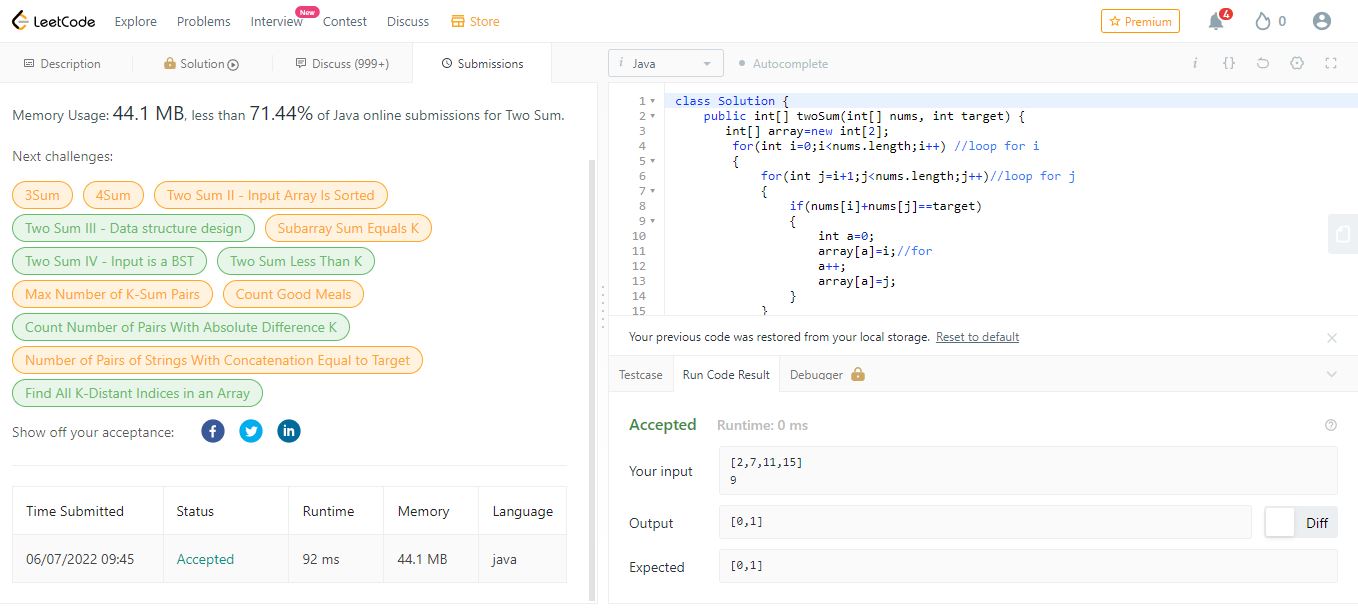 LeetCode Explore Problems Interview New Contest Discuss Store Premium 4 0
Description Solution Discuss (999+) Submissions
Memory Usage: 44.1 MB, less than 71.44% of Java online submissions for Two Sum.
Next challenges:
3Sum 4Sum Two Sum II - Input Array Is Sorted
Two Sum III - Data structure design Subarray Sum Equals K
Two Sum IV - Input is a BST Two Sum Less Than K
Max Number of K-Sum Pairs Count Good Meals
Count Number of Pairs With Absolute Difference K
Number of Pairs of Strings With Concatenation Equal to Target
Find All K-Distant Indices in an Array
Show off your acceptance:
Time Submitted Status Runtime Memory Language
06/07/2022 09:45 Accepted 92 ms 44.1 MB java
i Java Autocomplete i {}
1 class Solution {
2 public int[] twoSum(int[] nums, int target) {
3 int[] array=new int[2];
4 for(int i=0;i<nums.length;i++) //loop for i
5 {
6 for(int j=i+1;j<nums.length;j++)//loop for j
7 {
8 if(nums[i]+nums[j]==target)
9 {
10 int a=0;
11 array[a]=i;//for
12 a++;
13 array[a]=j;
14 }
15 }
Your previous code was restored from your local storage. Reset to default
Testcase Run Code Result Debugger
Accepted Runtime: 0 ms
Your input
[2,7,11,15]
9
Output [0,1] Diff
Expected [0,1]